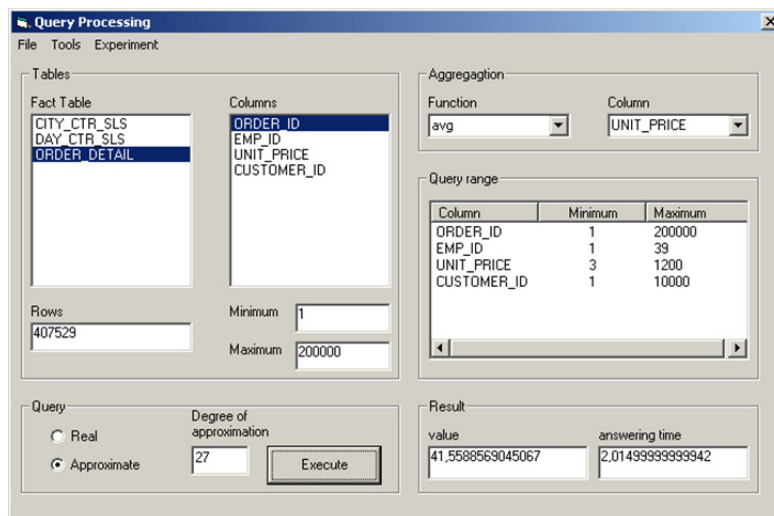 Query Processing
File Tools Experiment
Tables
Fact Table
CITY_CTR_SLS
DAY_CTR_SLS
ORDER_DETAIL
Columns
ORDER_ID
EMP_ID
UNIT_PRICE
CUSTOMER_ID
Rows
407529
Minimum 1
Maximum 200000
Aggregagtion
Function Column
avg UNIT_PRICE
Query range
Column Minimum Maximum
ORDER_ID 1 200000
EMP_ID 1 39
UNIT_PRICE 3 1200
CUSTOMER_ID 1 10000
Query
Real
Approximate
Degree of
approximation
27
Execute
Result
value answering time
41,5588569045067 2,01499999999942